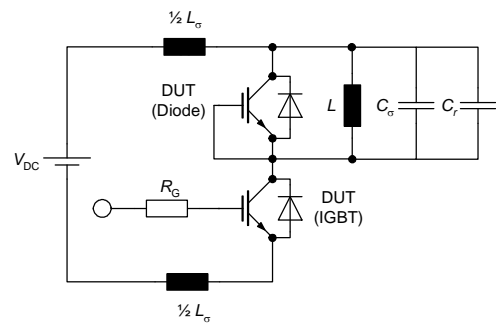 ½ Lσ
DUT
(Diode)
L
Cσ
Cr
VDC
RG
DUT
(IGBT)
½ Lσ